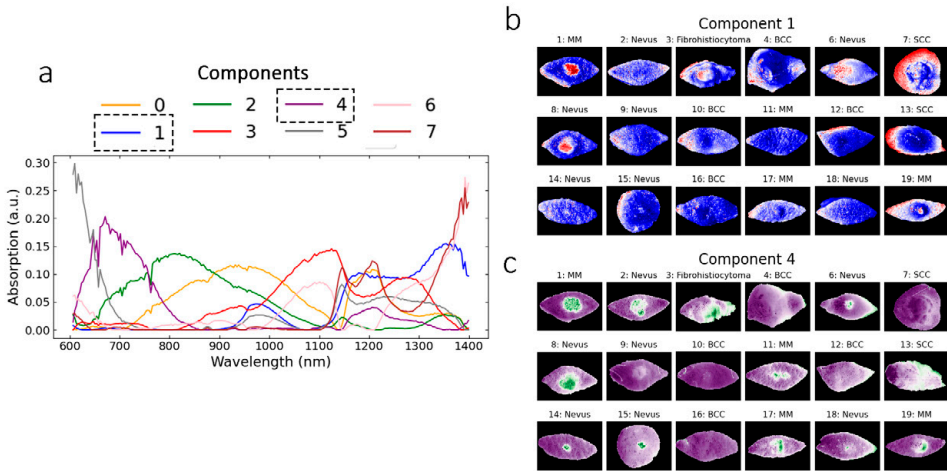 a
Components
0 2 4 6
1 3 5 7
Absorption (a.u.)
0.30
0.25
0.20
0.15
0.10
0.05
0.00
600 700 800 900 1000 1100 1200 1300 1400
Wavelength (nm)
b
Component 1
1: MM 2: Nevus 3: Fibrohistiocytoma 4: BCC 6: Nevus 7: SCC
8: Nevus 9: Nevus 10: BCC 11: MM 12: BCC 13: SCC
14: Nevus 15: Nevus 16: BCC 17: MM 18: Nevus 19: MM
c
Component 4
1: MM 2: Nevus 3: Fibrohistiocytoma 4: BCC 6: Nevus 7: SCC
8: Nevus 9: Nevus 10: BCC 11: MM 12: BCC 13: SCC
14: Nevus 15: Nevus 16: BCC 17: MM 18: Nevus 19: MM